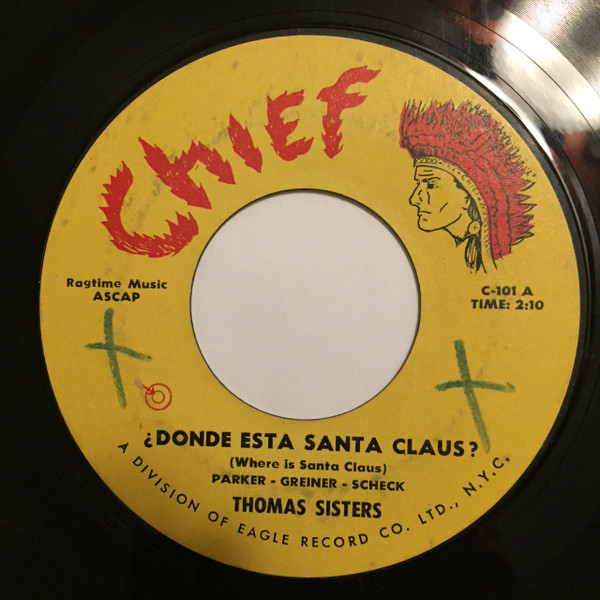 CHIEF
Ragtime Music
ASCAP
C-101 A
TIME: 2:10
¿DONDE ESTA SANTA CLAUS?
(Where is Santa Claus)
PARKER - GREINER - SCHECK
THOMAS SISTERS
A DIVISION OF EAGLE RECORD CO. LTD., N.Y.C.